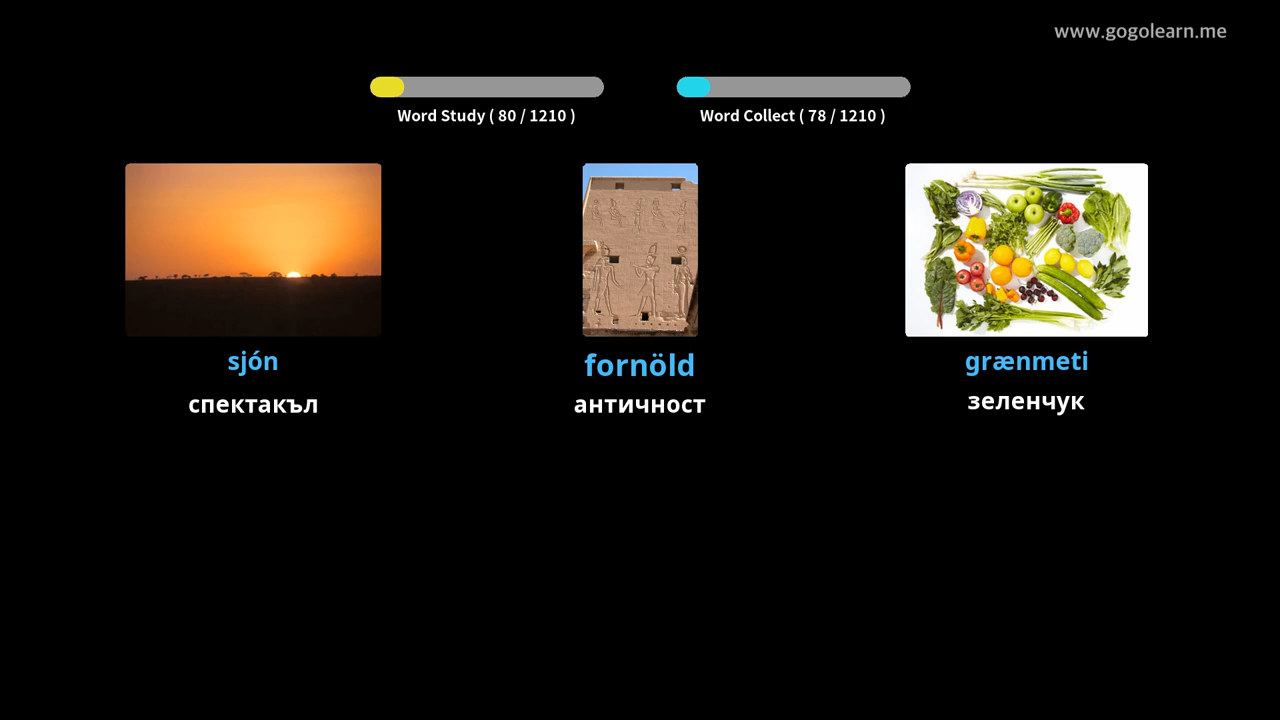 www.gogolearn.me
Word Study ( 80 / 1210 )
Word Collect ( 78 / 1210 )
sjón
fornöld
grænmeti
спектакъл
античност
зеленчук